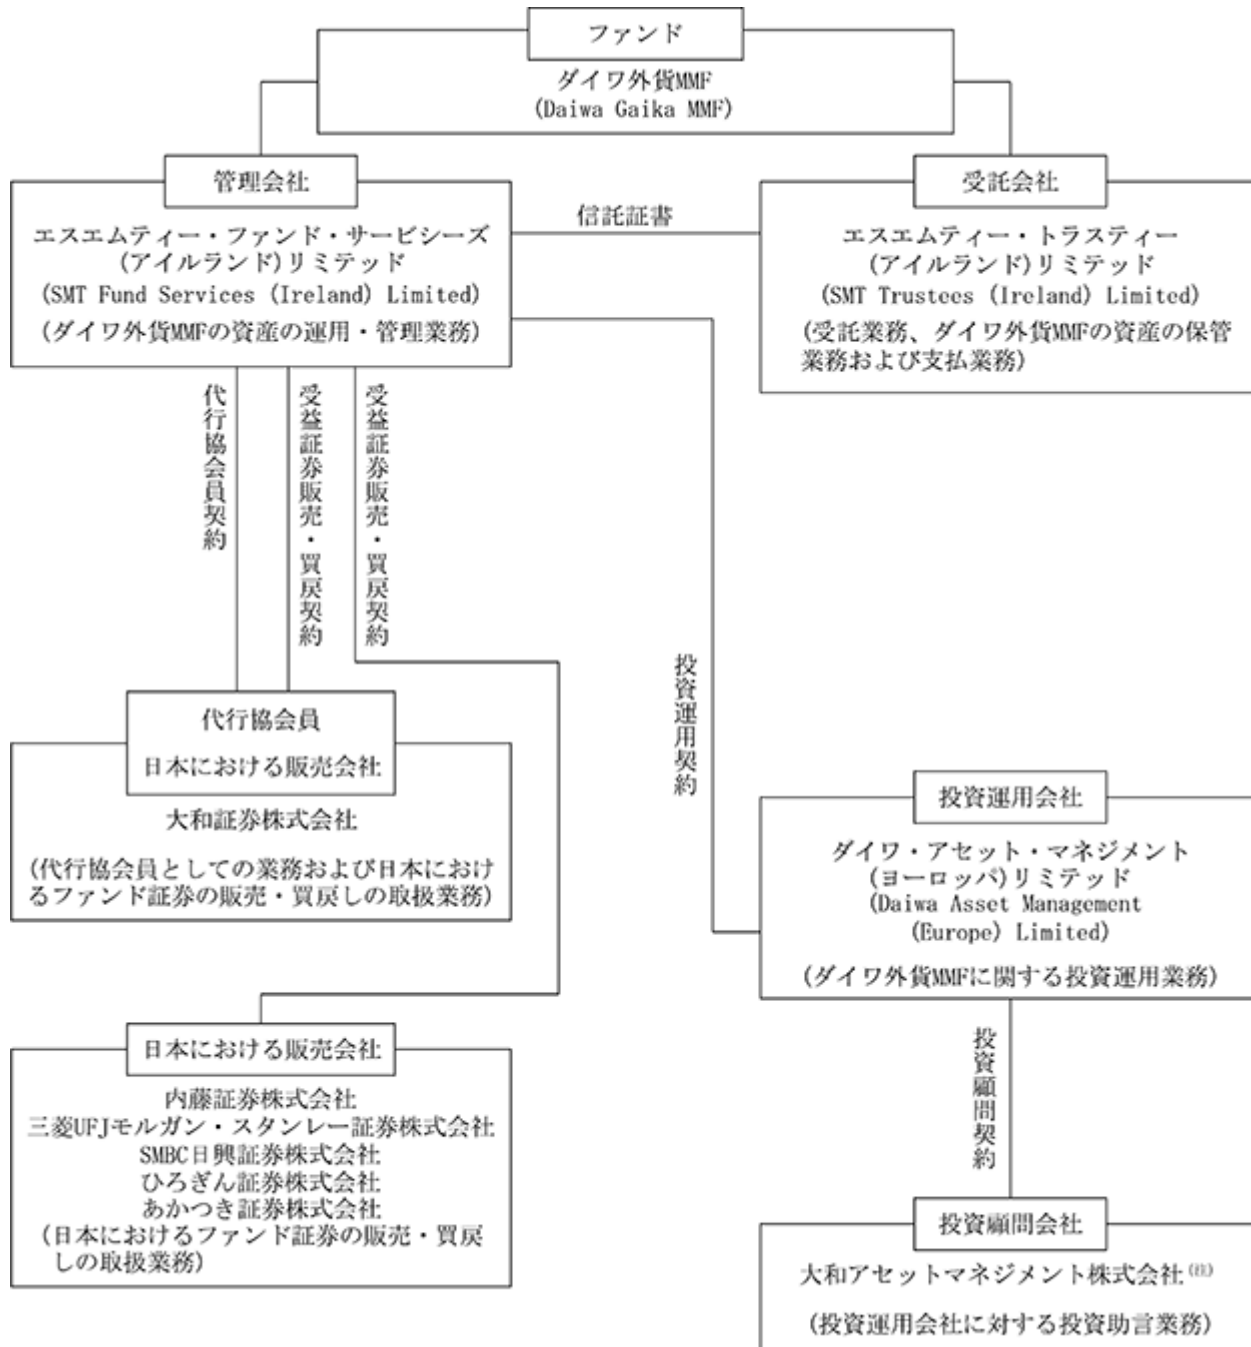 ファンド
ダイワ外貨MMF
(Daiwa Gaika MMF)
管理会社
エスエムティー・ファンド・サービシーズ
(アイルランド)リミテッド
(SMT Fund Services (Ireland) Limited)
(ダイワ外貨MMFの資産の運用・管理業務)
信託証書
受託会社
エスエムティー・トラスティー
(アイルランド)リミテッド
(SMT Trustees (Ireland) Limited)
(受託業務、ダイワ外貨MMFの資産の保管
業務および支払業務)
代行協会員契約
受益証券販売・買戻契約
受益証券販売・買戻契約
投資運用契約
代行協会員
日本における販売会社
大和証券株式会社
(代行協会員としての業務および日本におけ
るファンド証券の販売・買戻しの取扱業務)
投資運用会社
ダイワ・アセット・マネジメント
(ヨーロッパ)リミテッド
(Daiwa Asset Management
(Europe) Limited)
(ダイワ外貨MMFに関する投資運用業務)
日本における販売会社
内藤証券株式会社
三菱UFJモルガン・スタンレー証券株式会社
SMBC日興証券株式会社
ひろぎん証券株式会社
あかつき証券株式会社
(日本におけるファンド証券の販売・買戻
しの取扱業務)
投資顧問契約
投資顧問会社
大和アセットマネジメント株式会社(注)
(投資運用会社に対する投資助言業務)